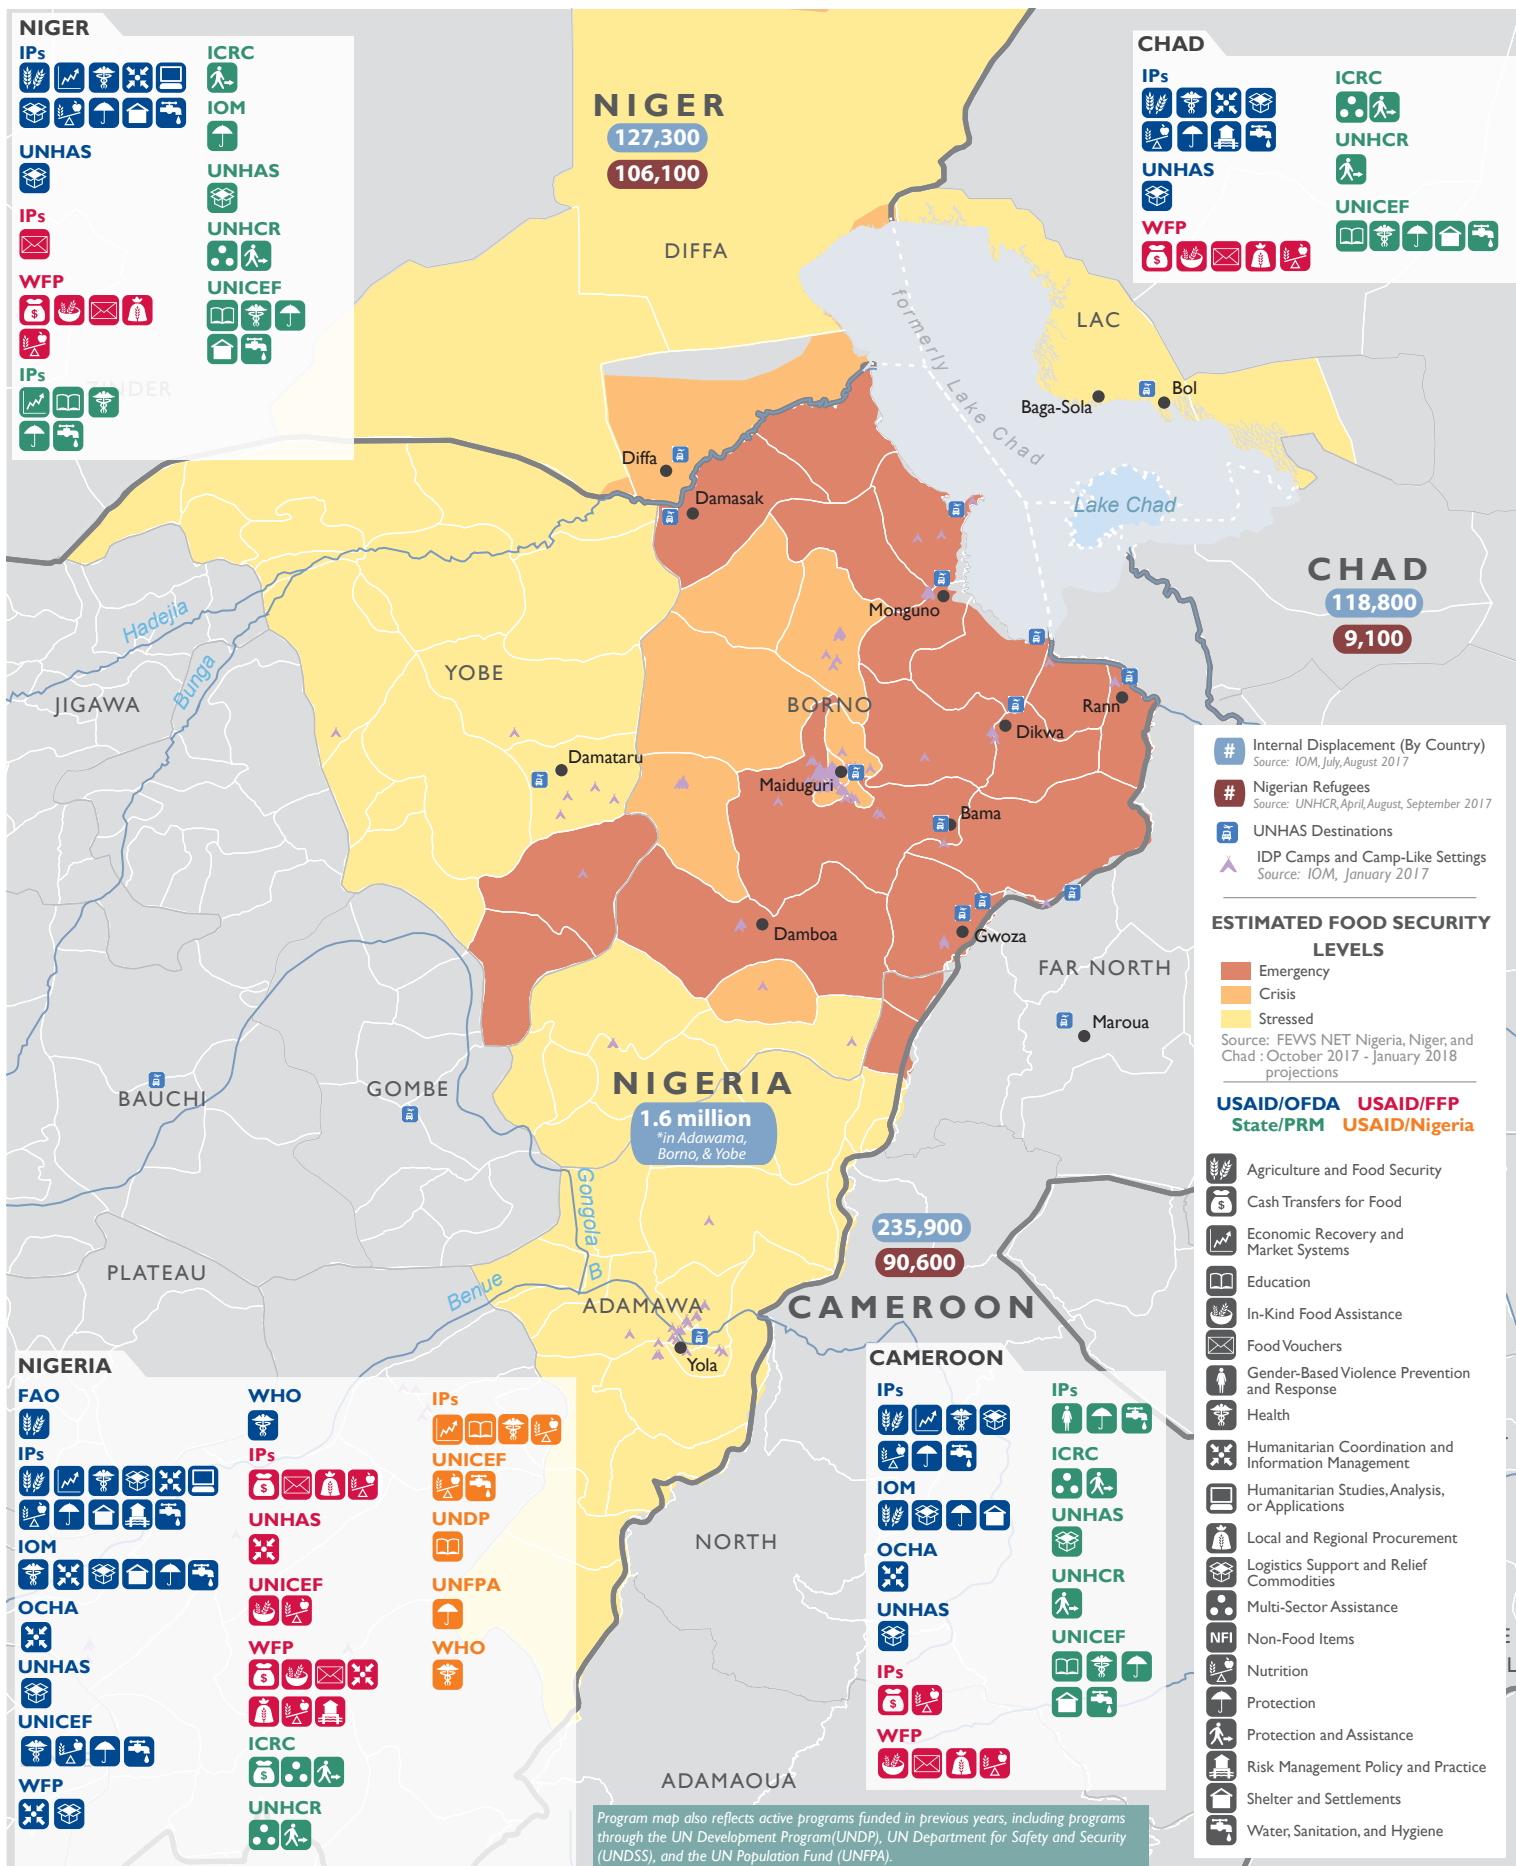 NIGER
IPs
UNHAS
IPs
WFP
IPs
ICRC
IOM
UNHAS
UNHCR
UNICEF
ZINDER
NIGER
127,300
106,100
DIFFA
CHAD
IPs
UNHAS
WFP
ICRC
UNHCR
UNICEF
formerly Lake Chad
LAC
Bol
Baga-Sola
Lake Chad
Diffa
Damasak
CHAD
118,800
9,100
Monguno
Hadejia
Bunga
JIGAWA
YOBE
BORNO
Rann
Dikwa
Damataru
Maiduguri
Bama
Damboa
Gwoza
FAR NORTH
Maroua
BAUCHI
GOMBE
NIGERIA
1.6 million
*in Adawama,
Borno, & Yobe
Gongola
B
Benue
PLATEAU
ADAMAWA
Yola
235,900
90,600
CAMEROON
NORTH
ADAMAOUA
#
Internal Displacement (By Country)
Source: IOM, July, August 2017
#
Nigerian Refugees
Source: UNHCR, April, August, September 2017
UNHAS Destinations
IDP Camps and Camp-Like Settings
Source: IOM, January 2017
ESTIMATED FOOD SECURITY
LEVELS
Emergency
Crisis
Stressed
Source: FEWS NET Nigeria, Niger, and
Chad : October 2017 - January 2018
projections
USAID/OFDA USAID/FFP
State/PRM USAID/Nigeria
Agriculture and Food Security
$
Cash Transfers for Food
Economic Recovery and
Market Systems
Education
In-Kind Food Assistance
Food Vouchers
Gender-Based Violence Prevention
and Response
Health
Humanitarian Coordination and
Information Management
Humanitarian Studies, Analysis,
or Applications
Local and Regional Procurement
Logistics Support and Relief
Commodities
Multi-Sector Assistance
NFI
Non-Food Items
Nutrition
Protection
Protection and Assistance
Risk Management Policy and Practice
Shelter and Settlements
Water, Sanitation, and Hygiene
NIGERIA
FAO
IPs
IOM
OCHA
UNHAS
UNICEF
WFP
WHO
IPs
UNHAS
UNICEF
WFP
ICRC
UNHCR
IPs
UNICEF
UNDP
UNFPA
WHO
CAMEROON
IPs
IOM
OCHA
UNHAS
IPs
WFP
IPs
ICRC
UNHAS
UNHCR
UNICEF
Program map also reflects active programs funded in previous years, including programs
through the UN Development Program(UNDP), UN Department for Safety and Security
(UNDSS), and the UN Population Fund (UNFPA).